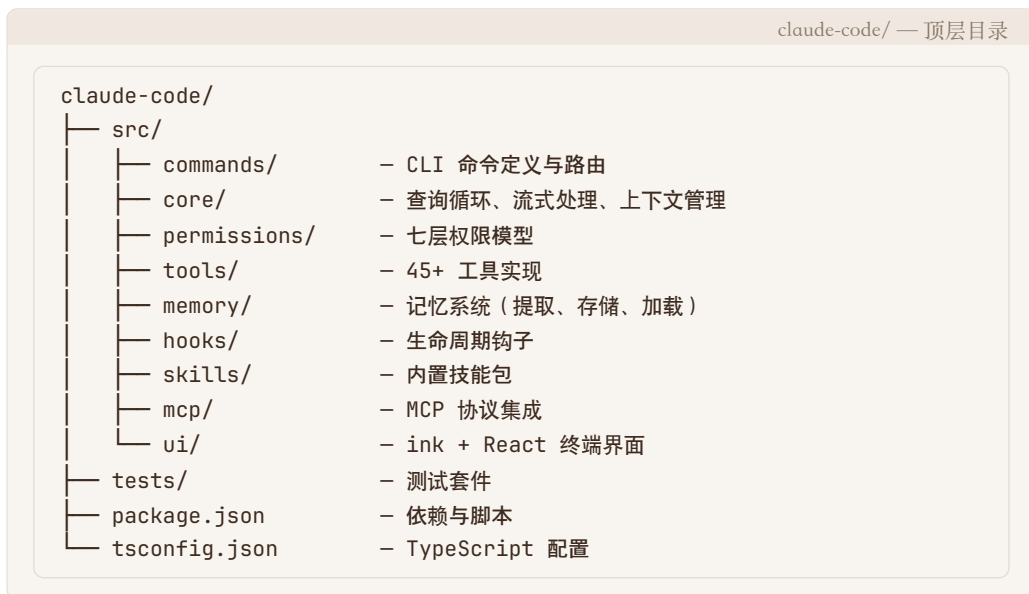 claude-code/ — 顶层目录
claude-code/
├── src/
│   ├── commands/        — CLI 命令定义与路由
│   ├── core/            — 查询循环、流式处理、上下文管理
│   ├── permissions/     — 七层权限模型
│   ├── tools/           — 45+ 工具实现
│   ├── memory/          — 记忆系统（提取、存储、加载）
│   ├── hooks/           — 生命周期钩子
│   ├── skills/          — 内置技能包
│   ├── mcp/             — MCP 协议集成
│   └── ui/              — ink + React 终端界面
├── tests/               — 测试套件
├── package.json         — 依赖与脚本
└── tsconfig.json        — TypeScript 配置